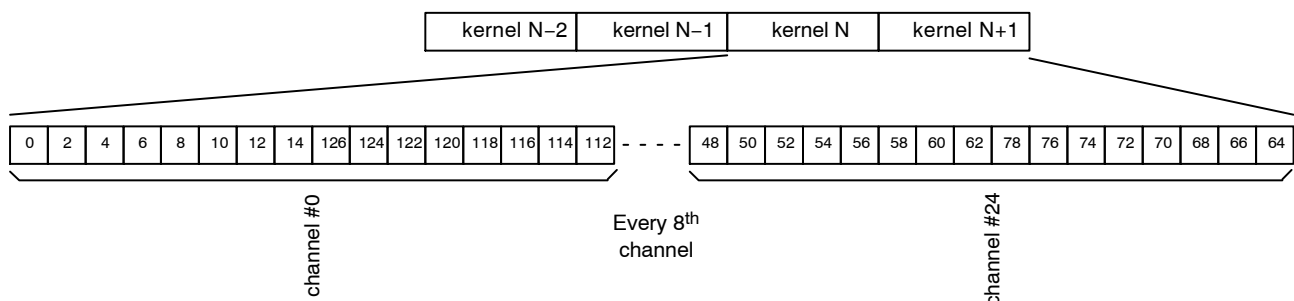 kernel N−2 kernel N−1 kernel N kernel N+1
0 2 4 6 8 10 12 14 126 124 122 120 118 116 114 112 - - - - 48 50 52 54 56 58 60 62 78 76 74 72 70 68 66 64
channel #0
Every 8th
channel
channel #24